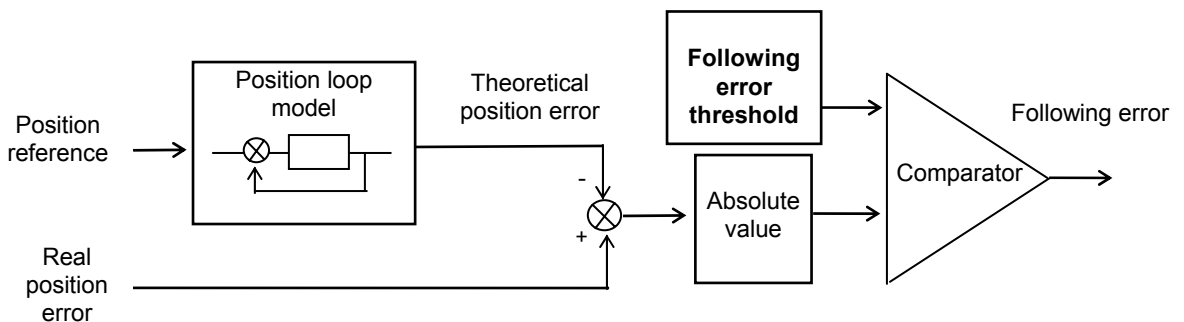 Position
reference
Position loop
model
Theoretical
position error
-
+
Real
position
error
Following
error
threshold
Absolute
value
Comparator
Following error